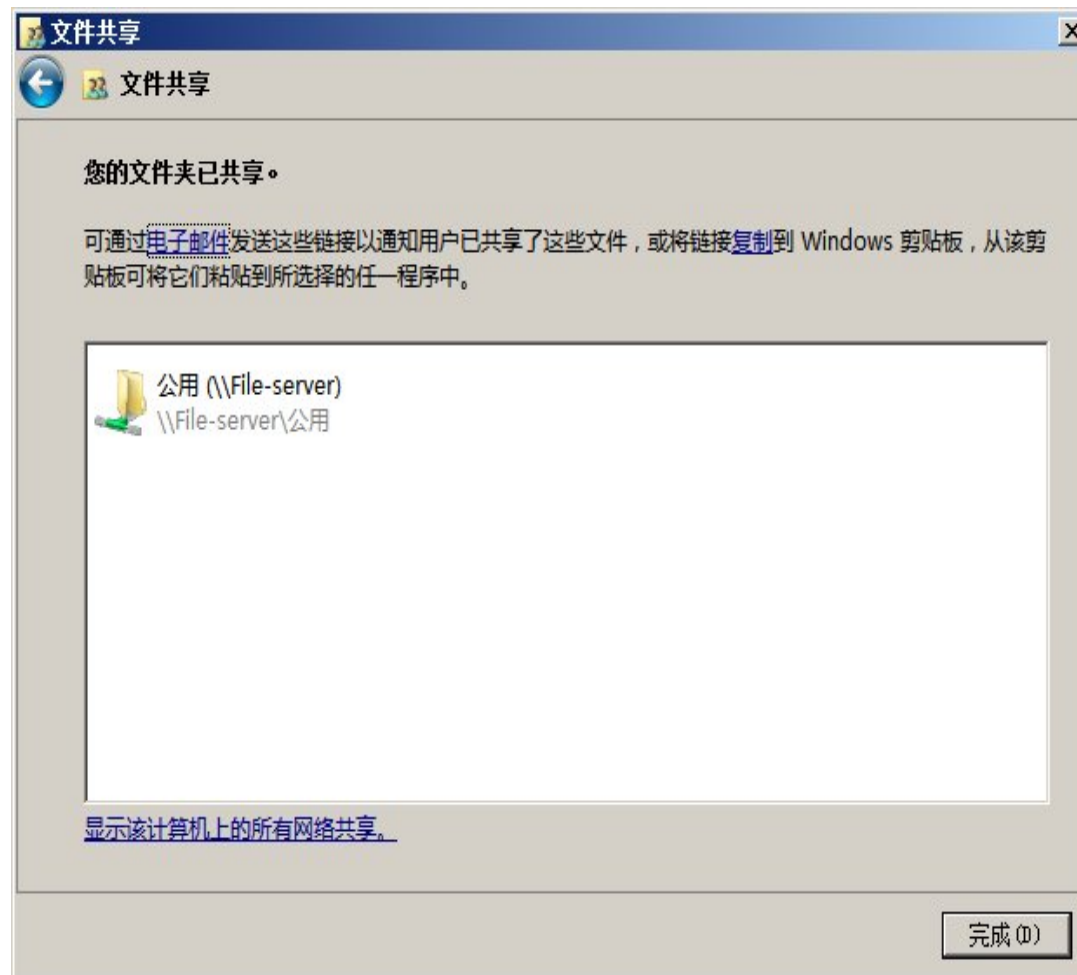 文件共享
文件共享
您的文件夹已共享。
可通过电子邮件发送这些链接以通知用户已共享了这些文件，或将链接复制到 Windows 剪贴板，从该剪
贴板可将它们粘贴到所选择的任一程序中。
公用 (\\File-server)
\\File-server\公用
显示该计算机上的所有网络共享。
完成(D)